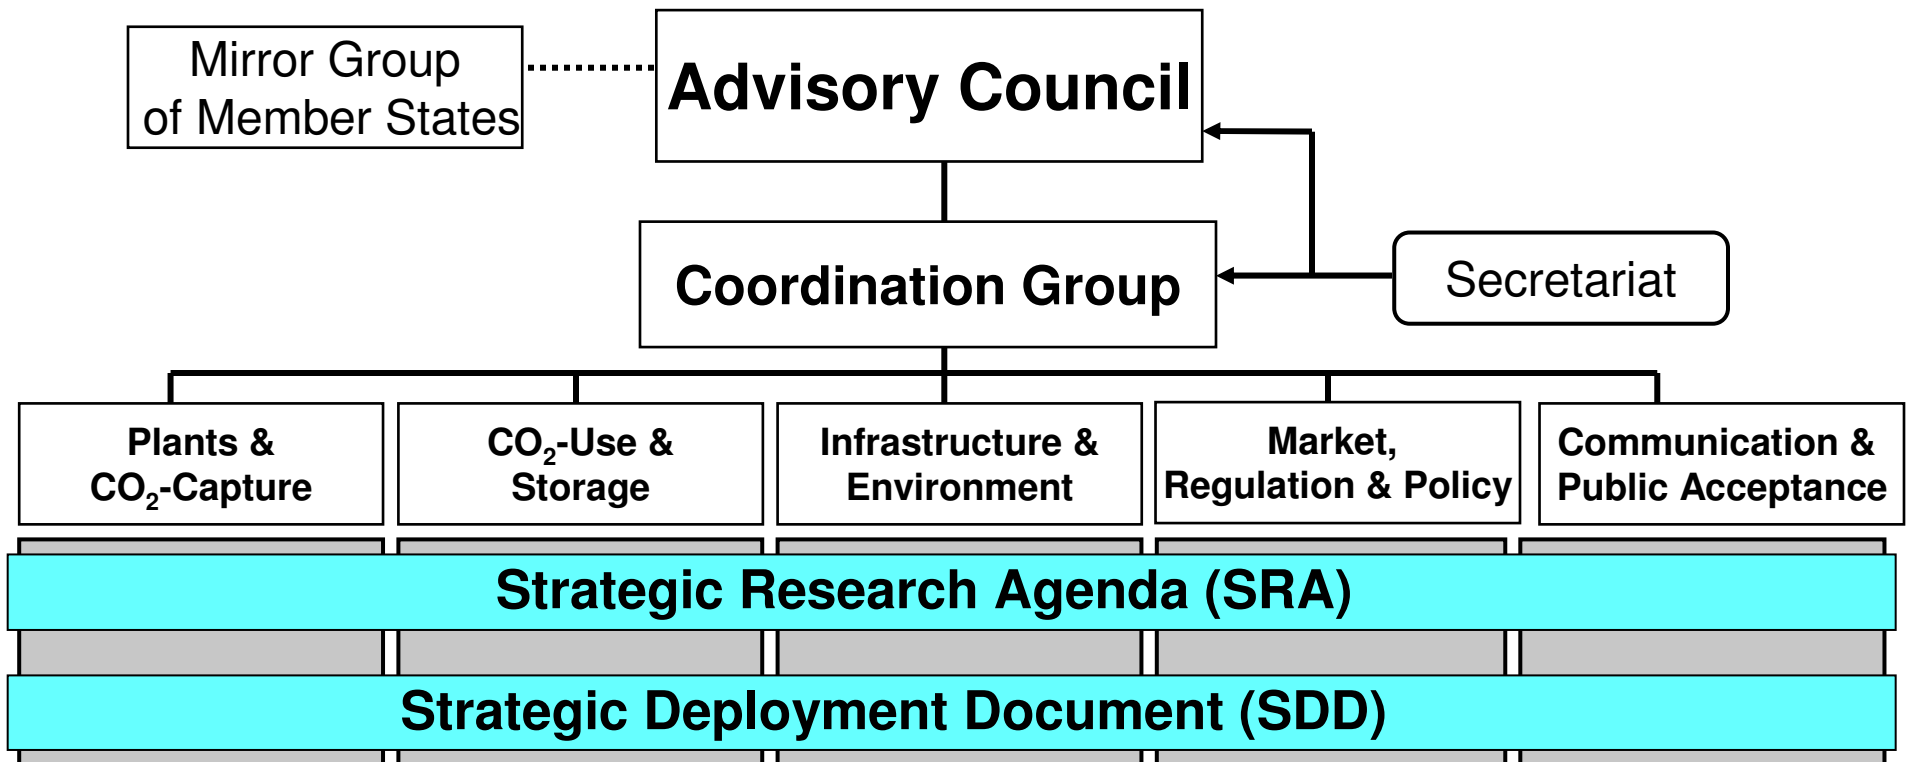 Mirror Group
of Member States
Advisory Council
Coordination Group
Secretariat
Plants &
CO₂-Capture
CO₂-Use &
Storage
Infrastructure &
Environment
Market,
Regulation & Policy
Communication &
Public Acceptance
Strategic Research Agenda (SRA)
Strategic Deployment Document (SDD)